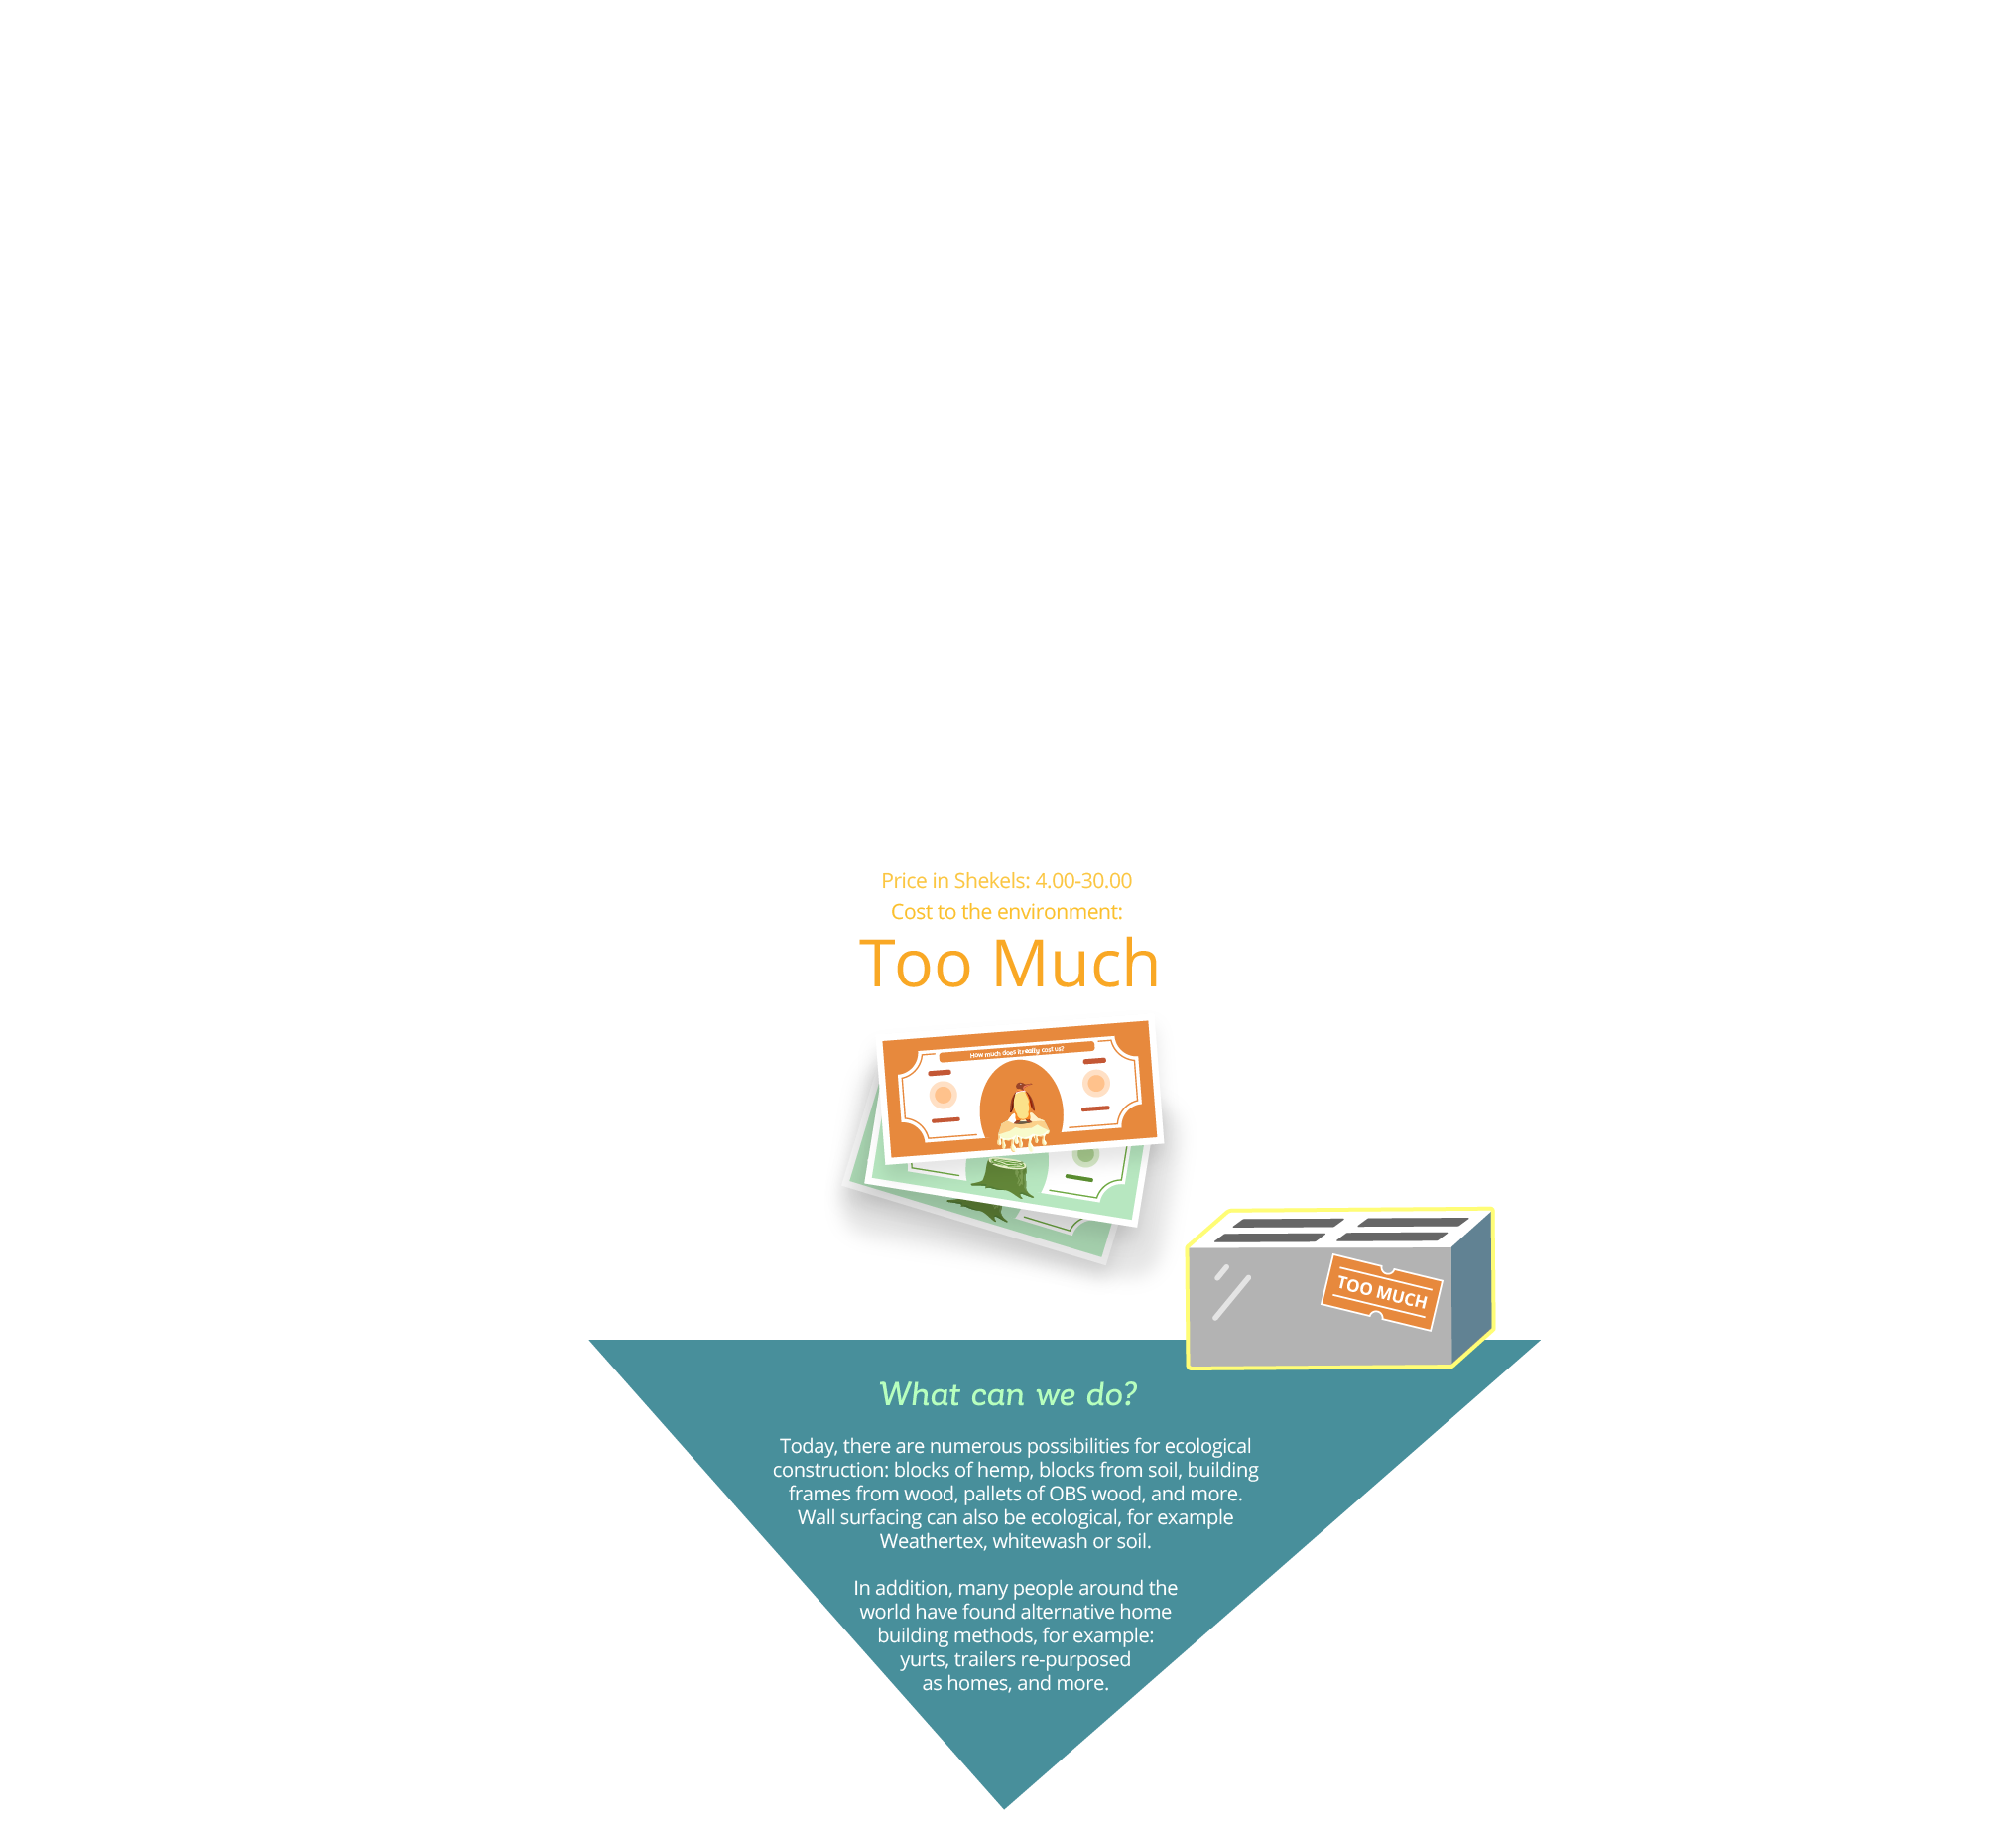 Price in Shekels: 4.00-30.00
Cost to the environment:
Too Much
How much does it really cost us?
TOO MUCH
What can we do?
Today, there are numerous possibilities for ecological
construction: blocks of hemp, blocks from soil, building
frames from wood, pallets of OBS wood, and more.
Wall surfacing can also be ecological, for example
Weathertex, whitewash or soil.
In addition, many people around the
world have found alternative home
building methods, for example:
yurts, trailers re-purposed
as homes, and more.